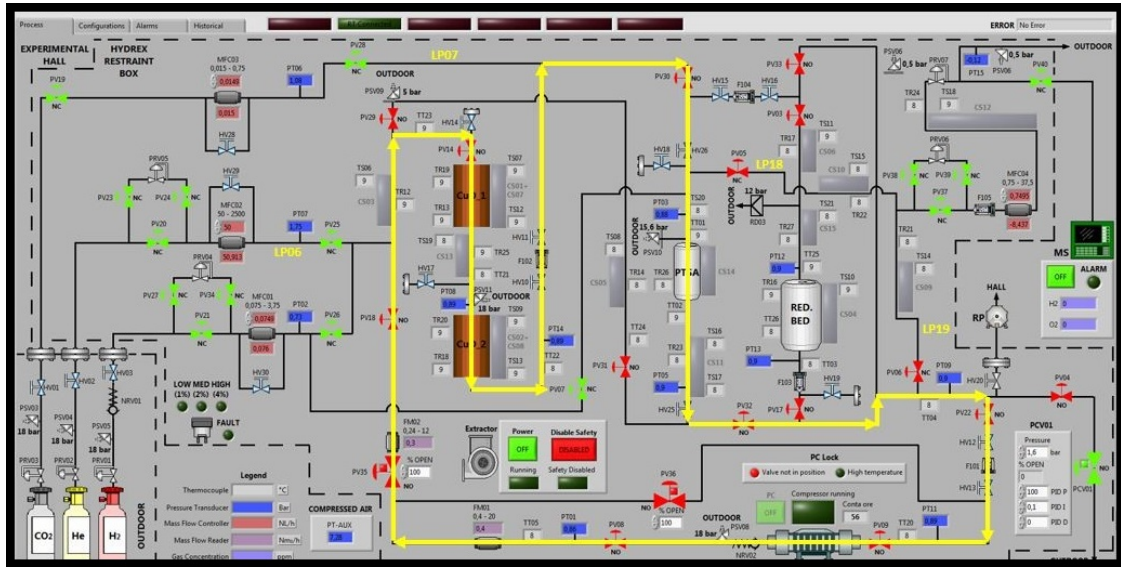 Process Configurations Alarms Historical
All Connected
ERROR No Error
EXPERIMENTAL HALL
HYDREX RESTRAINT BOX
PV19
NC
MFC03
0,015 - 0,75
0,0149
0,015
HV28
PT06
1,08
PV28
NC
LP07
OUTDOOR
PSV09
5 bar
PV29
NO
TT23
9
HV14
PV14
NO
PRV05
PV23
NC
PV24
NC
PV20
NC
HV29
MFC02
50 - 2500
50
50,913
PT07
1,75
PV25
NC
LP06
PRV04
PV27
NC
PV34
NC
PV21
NC
MFC01
0,075 - 3,75
0,0749
0,076
PT02
0,73
PV26
NC
HV30
TS06
9
CS03
TR12
9
TR19
9
CuO_1
TS07
9
CS01+
CS07
TR13
9
TS12
9
TS19
8
CS13
TR25
8
TT21
8
HV11
F102
HV10
HV17
PT08
0,89
PSV11
OUTDOOR
18 bar
TR20
9
CuO_2
TS09
9
CS02+
CS08
TR18
9
TS13
9
PT14
0,89
TT22
8
PV07
NC
PV18
NO
PV30
NO
HV15
F104
HV16
PV33
NO
PV03
NO
TS11
8
TR17
8
CS06
TS15
8
CS10
TR22
8
HV18
HV26
PV05
NC
LP18
PT03
0,88
TS20
8
TT01
8
OUTDOOR
15,6 bar
PSV10
TS08
9
CS05
TR14
8
TR26
8
PTSA
CS14
TT02
8
TT24
8
TR23
8
TS16
8
CS11
TS17
8
PV31
NO
PT05
0,9
HV25
PV32
NO
OUTDOOR
12 bar
RD03
TS21
8
CS15
TR27
8
PT12
0,9
TT25
8
TR16
8
RED. BED
TS10
9
CS04
TT26
8
PT13
0,9
TT03
8
F103
HV19
PV17
NO
PSV06
0,5 bar
PRV07
-0,12
PT15
PSV06
0,5 bar
OUTDOOR
PV40
NC
TR24
8
TS18
9
CS12
PRV06
PV38
NC
PV39
NC
PV37
NC
F105
MFC04
0,75 - 37,5
0,7495
-8,437
MS
OFF
ALARM
H2 0
O2 0
TR21
8
TS14
8
CS09
LP19
HALL
RP
HV20
PV06
NO
PT09
0,9
TT04
8
PV22
NO
PV04
NO
HV12
F101
HV13
PCV01
Pressure
1,6 bar
% OPEN
0
100 PID P
0,1 PID I
0 PID D
PCV01
NO
HV01
HV02
HV03
NRV01
PSV03
18 bar
PSV04
18 bar
PSV05
18 bar
PRV01
PRV02
PRV03
CO2
He
H2
OUTDOOR
LOW MED HIGH
(1%) (2%) (4%)
FAULT
Legend
Thermocouple °C
Pressure Transducer Bar
Mass Flow Controller NL/h
Mass Flow Reader Nm₃/h
Gas Concentration ppm
COMPRESSED AIR
PT-AUX
7,28
FM02
0,24 - 12
0,3
PV35
NO
% OPEN
100
Extractor
Power
OFF
Running
Disable Safety
DISABLED
Safety Disabled
FM01
0,4 - 20
0,4
TT05
8
PT01
0,86
PV08
NO
PV36
NO
% OPEN
100
PC Lock
Valve not in position
High temperature
PC
OFF
Compressor running
Conta ore
56
OUTDOOR
18 bar
PSV08
NRV02
PV09
NO
TT20
8
PT11
0,89